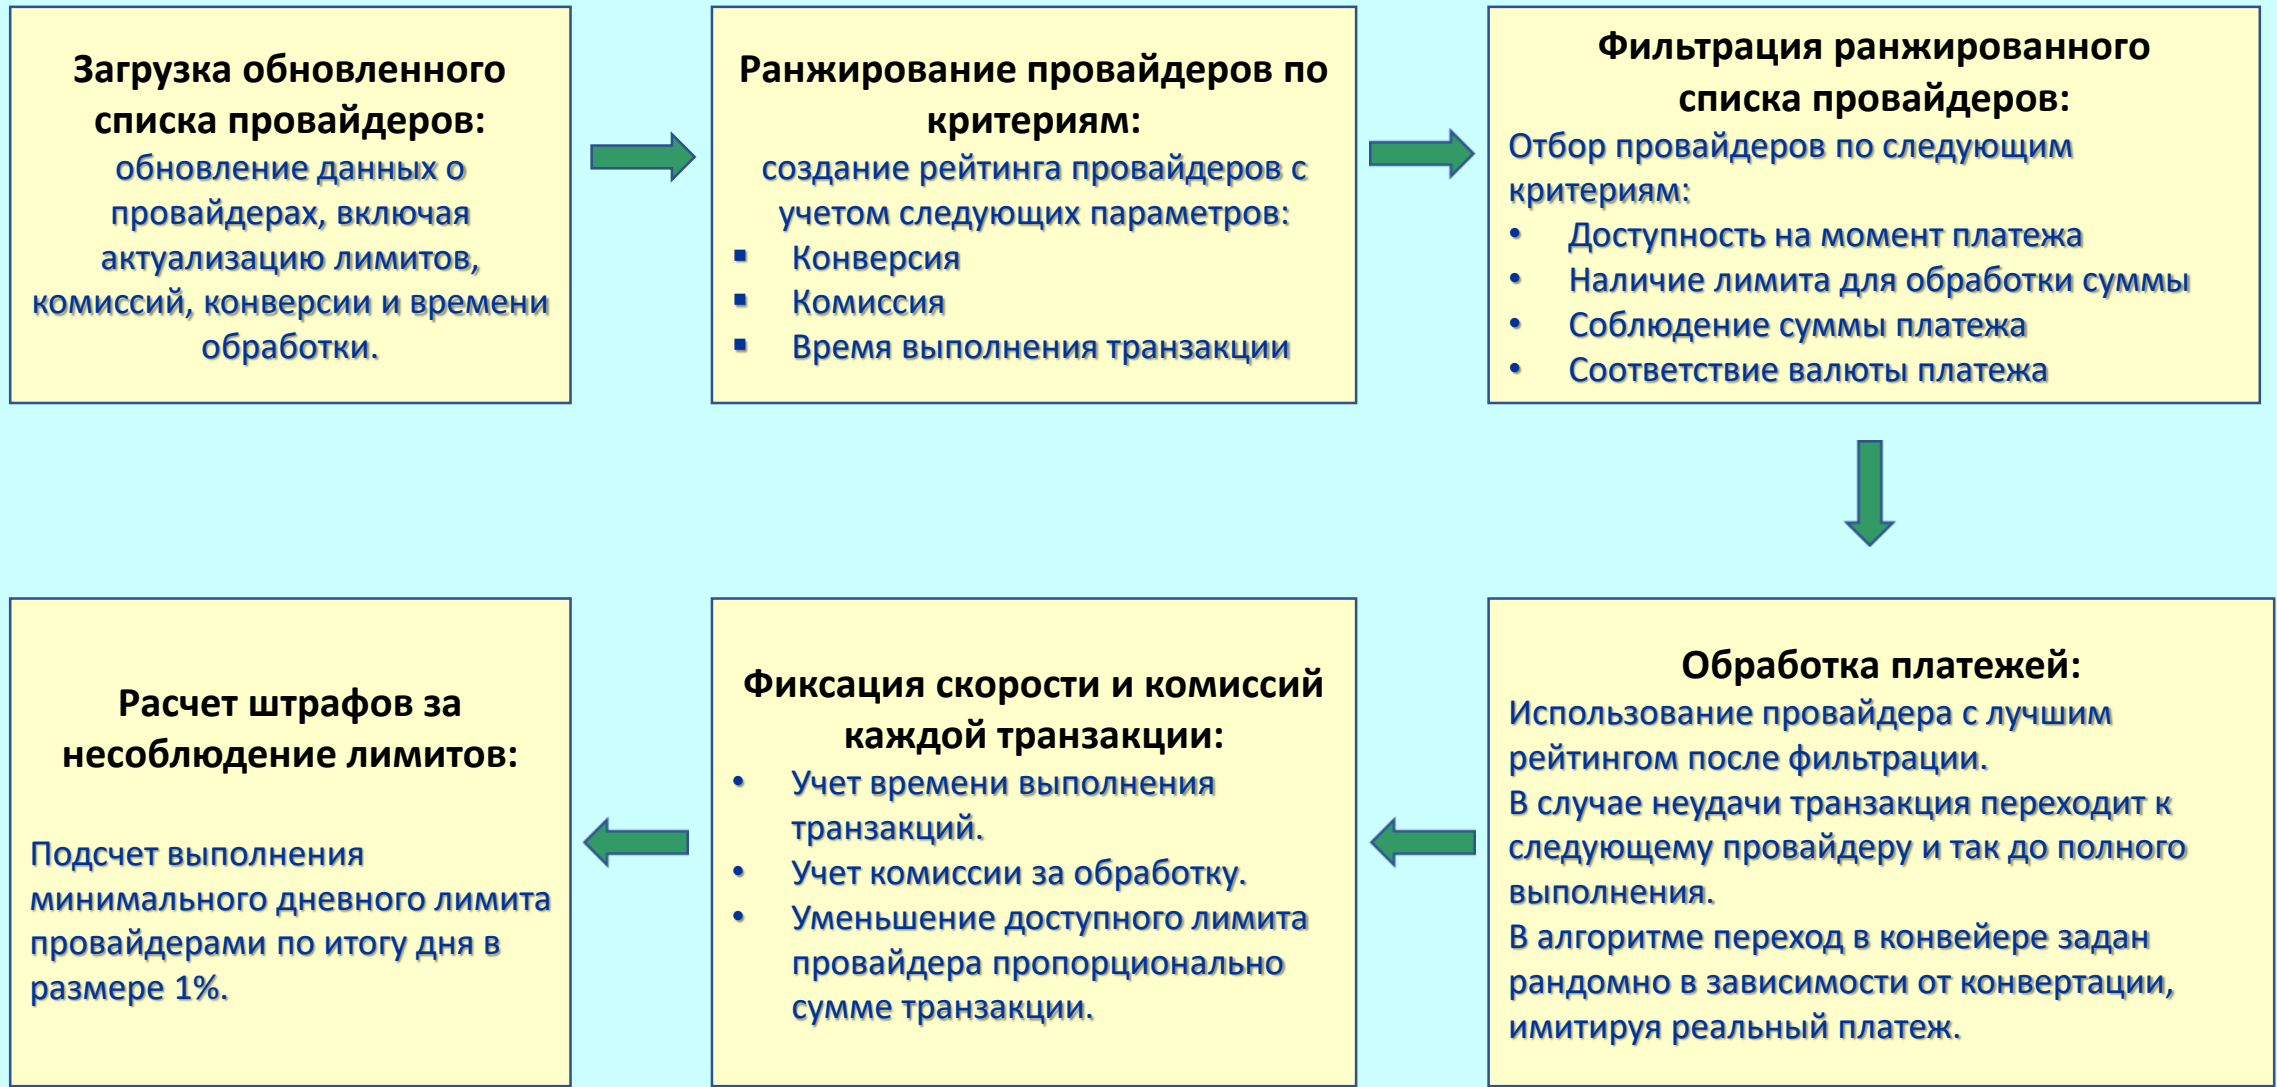 Загрузка обновленного
списка провайдеров:
обновление данных о
провайдерах, включая
актуализацию лимитов,
комиссий, конверсии и времени
обработки.
Ранжирование провайдеров по
критериям:
создание рейтинга провайдеров с
учетом следующих параметров:
▪ Конверсия
▪ Комиссия
▪ Время выполнения транзакции
Фильтрация ранжированного
списка провайдеров:
Отбор провайдеров по следующим
критериям:
• Доступность на момент платежа
• Наличие лимита для обработки суммы
• Соблюдение суммы платежа
• Соответствие валюты платежа
Обработка платежей:
Использование провайдера с лучшим
рейтингом после фильтрации.
В случае неудачи транзакция переходит к
следующему провайдеру и так до полного
выполнения.
В алгоритме переход в конвейере задан
рандомно в зависимости от конвертации,
имитируя реальный платеж.
Фиксация скорости и комиссий
каждой транзакции:
• Учет времени выполнения
транзакций.
• Учет комиссии за обработку.
• Уменьшение доступного лимита
провайдера пропорционально
сумме транзакции.
Расчет штрафов за
несоблюдение лимитов:
Подсчет выполнения
минимального дневного лимита
провайдерами по итогу дня в
размере 1%.